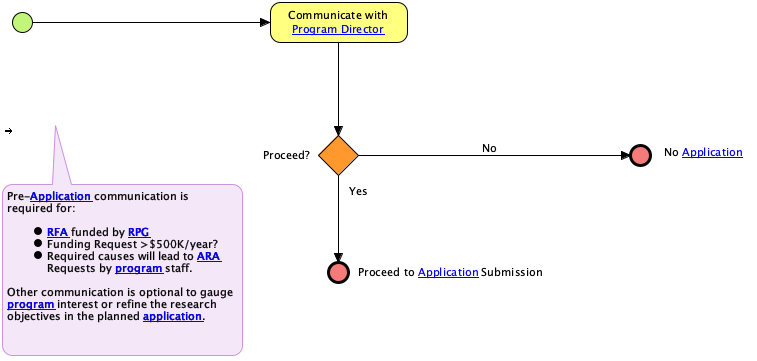 Communicate with
Program Director
Proceed?
No
No Application
Yes
Pre-Application communication is
required for:
● RFA funded by RPG
● Funding Request >$500K/year?
● Required causes will lead to ARA
Requests by program staff.
Other communication is optional to gauge
program interest or refine the research
objectives in the planned application.
Proceed to Application Submission